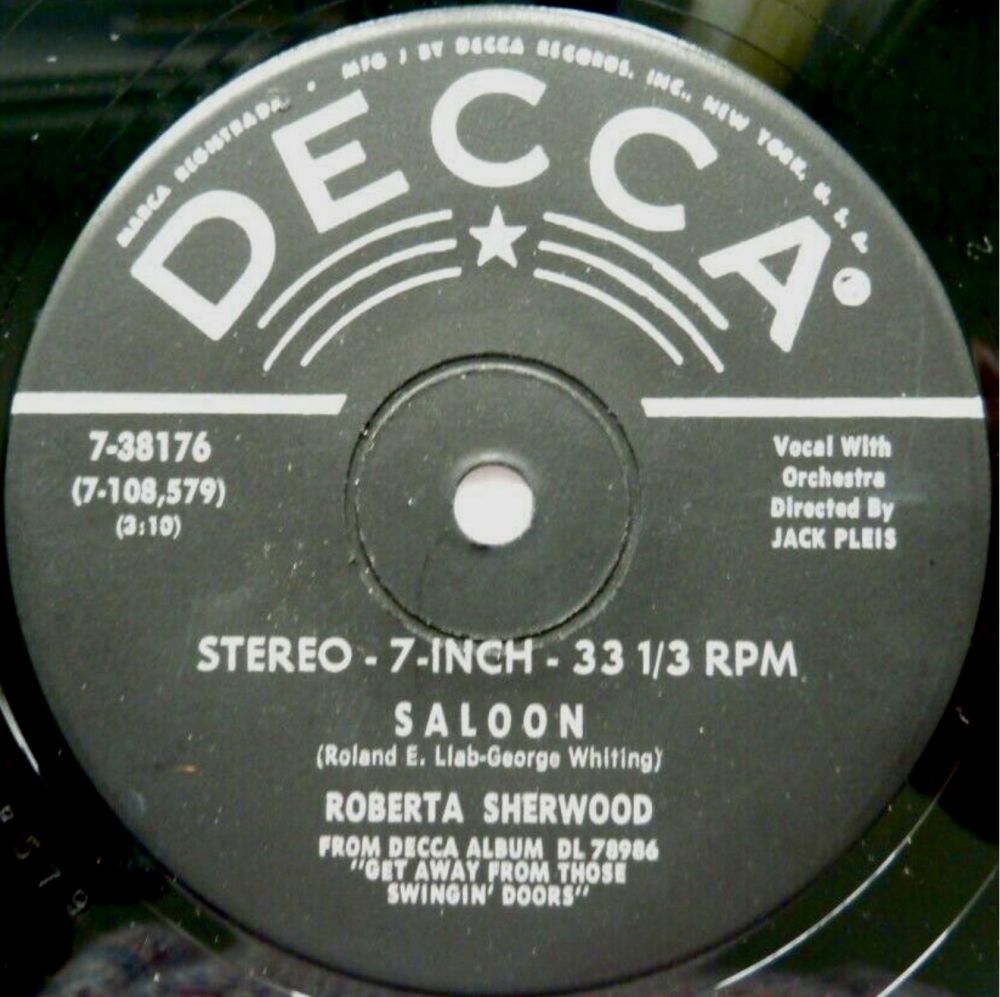 MARCA REGISTRADA • MFG / BY DECCA RECORDS, INC., NEW YORK, U. S. A.
DECCA
®
7-38176
(7-108,579)
(3:10)
Vocal With
Orchestra
Directed By
JACK PLEIS
STEREO - 7-INCH - 33 1/3 RPM
SALOON
(Roland E. Llab-George Whiting)
ROBERTA SHERWOOD
FROM DECCA ALBUM DL 78986
"GET AWAY FROM THOSE
SWINGIN' DOORS"